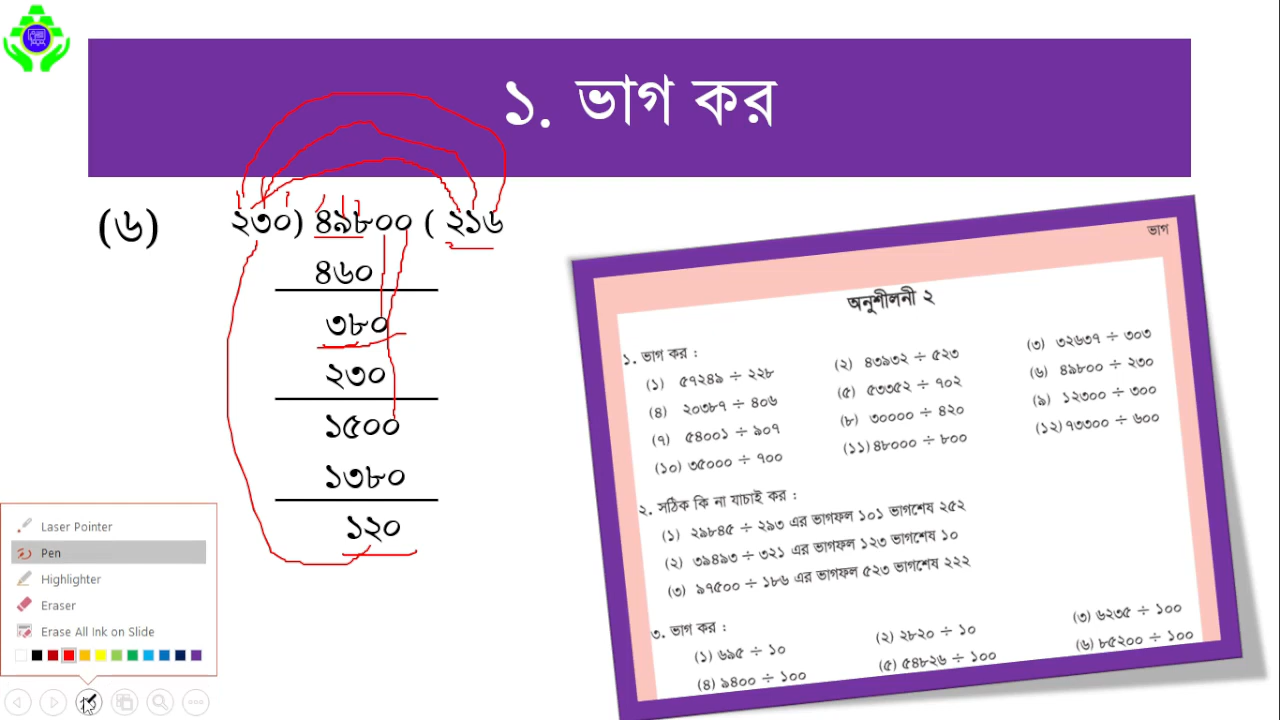 ১. ভাগ কর
(৬) ২৩০) ৪৯৮০০ ( ২১৬
৪৬০
৩৮০
২৩০
১৫০০
১৩৮০
১২০
ভাগ
অনুশীলনী ২
১. ভাগ কর :
(১) ৫৭২৪৯ ÷ ২২৮ (২) ৪৩৯৩২ ÷ ৫২৩ (৩) ৩২৬৩৭ ÷ ৩০৩
(৪) ২০৩৮৭ ÷ ৪০৬ (৫) ৫৩৩৫২ ÷ ৭০২ (৬) ৪৯৮০০ ÷ ২৩০
(৭) ৫৪০০১ ÷ ৯০৭ (৮) ৩০০০০ ÷ ৪২০ (৯) ১২৩০০ ÷ ৩০০
(১০) ৩৫০০০ ÷ ৭০০ (১১) ৪৮০০০ ÷ ৮০০ (১২) ৭৩৩০০ ÷ ৬০০
২. সঠিক কি না যাচাই কর :
(১) ২৯৮৪৫ ÷ ২৯৩ এর ভাগফল ১০১ ভাগশেষ ২৫২
(২) ৩৯৪৯৩ ÷ ৩২১ এর ভাগফল ১২৩ ভাগশেষ ১০
(৩) ৯৭৫০০ ÷ ১৮৬ এর ভাগফল ৫২৩ ভাগশেষ ২২২
৩. ভাগ কর :
(১) ৬৯৫ ÷ ১০ (২) ২৮২০ ÷ ১০ (৩) ৬২৩৫ ÷ ১০০
(৪) ৯৪০০ ÷ ১০০ (৫) ৫৪৮২৬ ÷ ১০০ (৬) ৮৫২০০ ÷ ১০০
Laser Pointer
Pen
Highlighter
Eraser
Erase All Ink on Slide